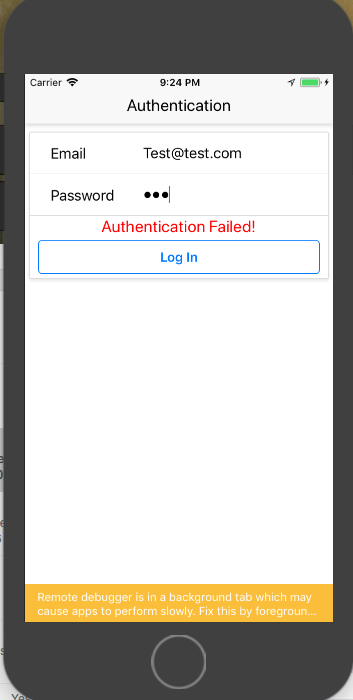 Carrier 9:24 PM
Authentication
Email Test@test.com
Password •••
Authentication Failed!
Log In
Remote debugger is in a background tab which may
cause apps to perform slowly. Fix this by foregroun...